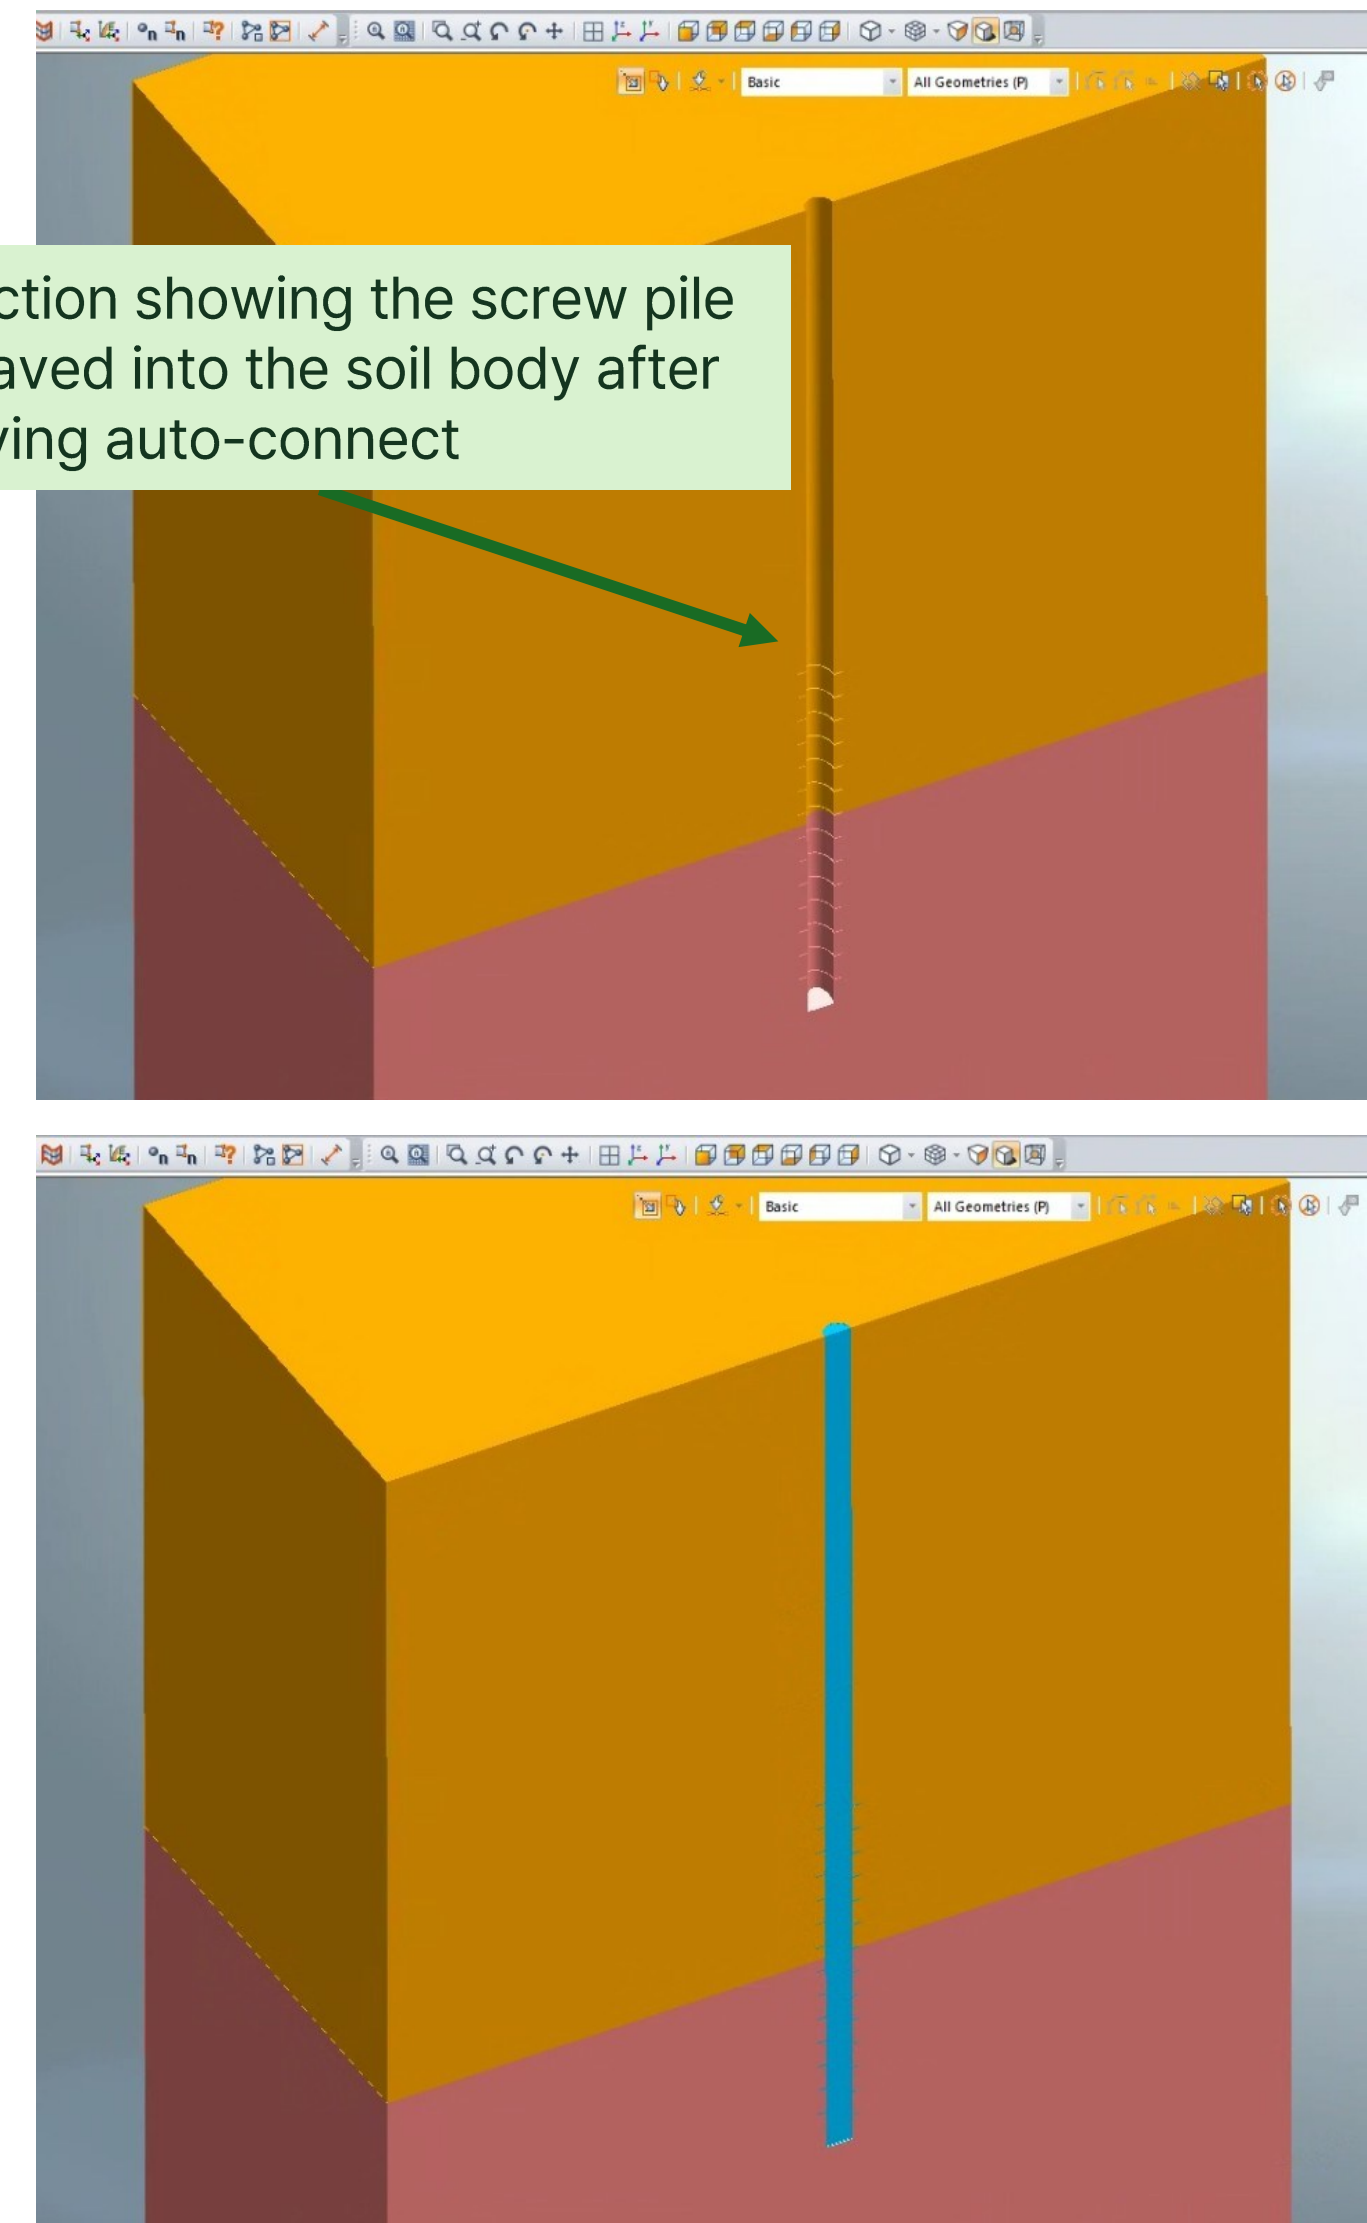 Basic
All Geometries (P)
ction showing the screw pile
aved into the soil body after
ying auto-connect
Basic
All Geometries (P)